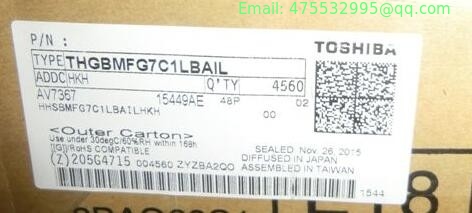 Email: 475532995@qq.com
P/N :
TOSHIBA
TYPE THGBMFG7C1LBAIL
ADDC HKH Q'TY 4560
AV7367 15449AE 48P 02
HHSBMFG7C1LBAILHKH 00
<Outer Carton>
Use under 30degC/60%RH within 168h
[[G]]/RoHS COMPATIBLE
SEALED Nov. 26, 2015
DIFFUSED IN JAPAN
(Z) 205G4715 004560 ZYZBA2Q0 ASSEMBLED IN TAIWAN
1544